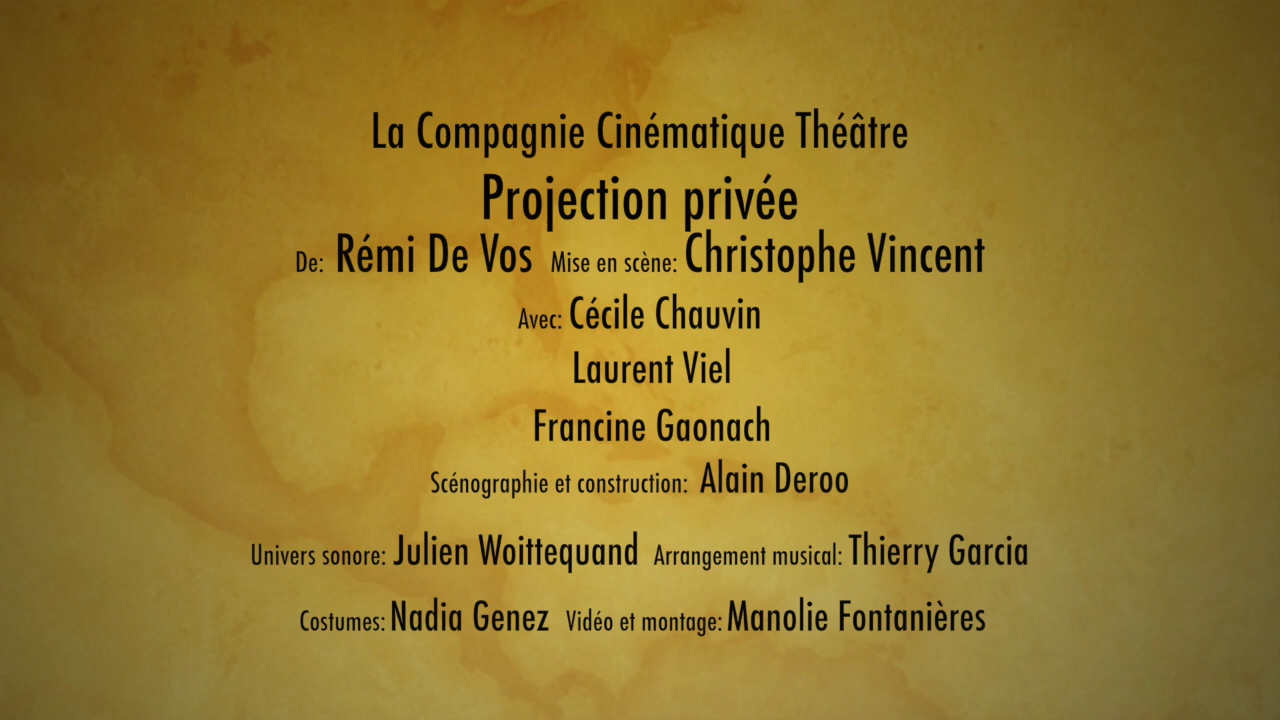 La Compagnie Cinématique Théâtre
Projection privée
De: Rémi De Vos Mise en scène: Christophe Vincent
Avec: Cécile Chauvin
Laurent Viel
Francine Gaonach
Scénographie et construction: Alain Deroo
Univers sonore: Julien Woittequand Arrangement musical: Thierry Garcia
Costumes: Nadia Genez Vidéo et montage: Manolie Fontanières